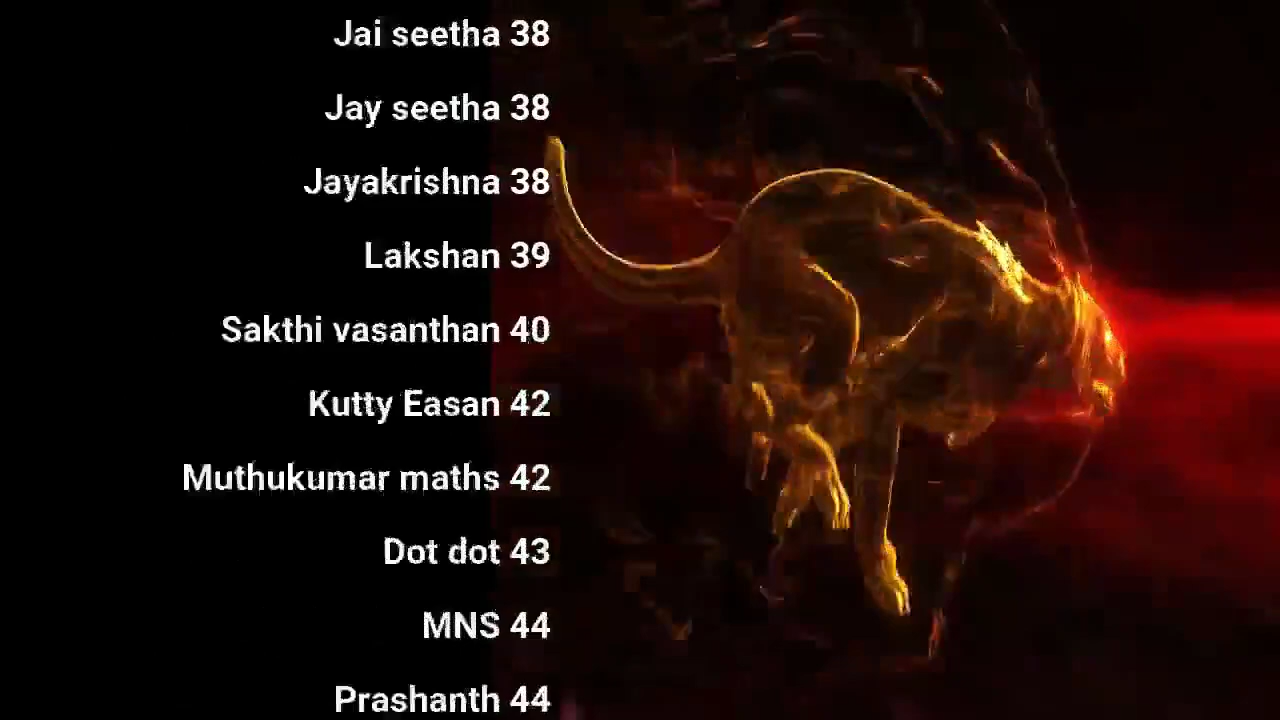 Jai seetha 38
Jay seetha 38
Jayakrishna 38
Lakshan 39
Sakthi vasanthan 40
Kutty Easan 42
Muthukumar maths 42
Dot dot 43
MNS 44
Prashanth 44